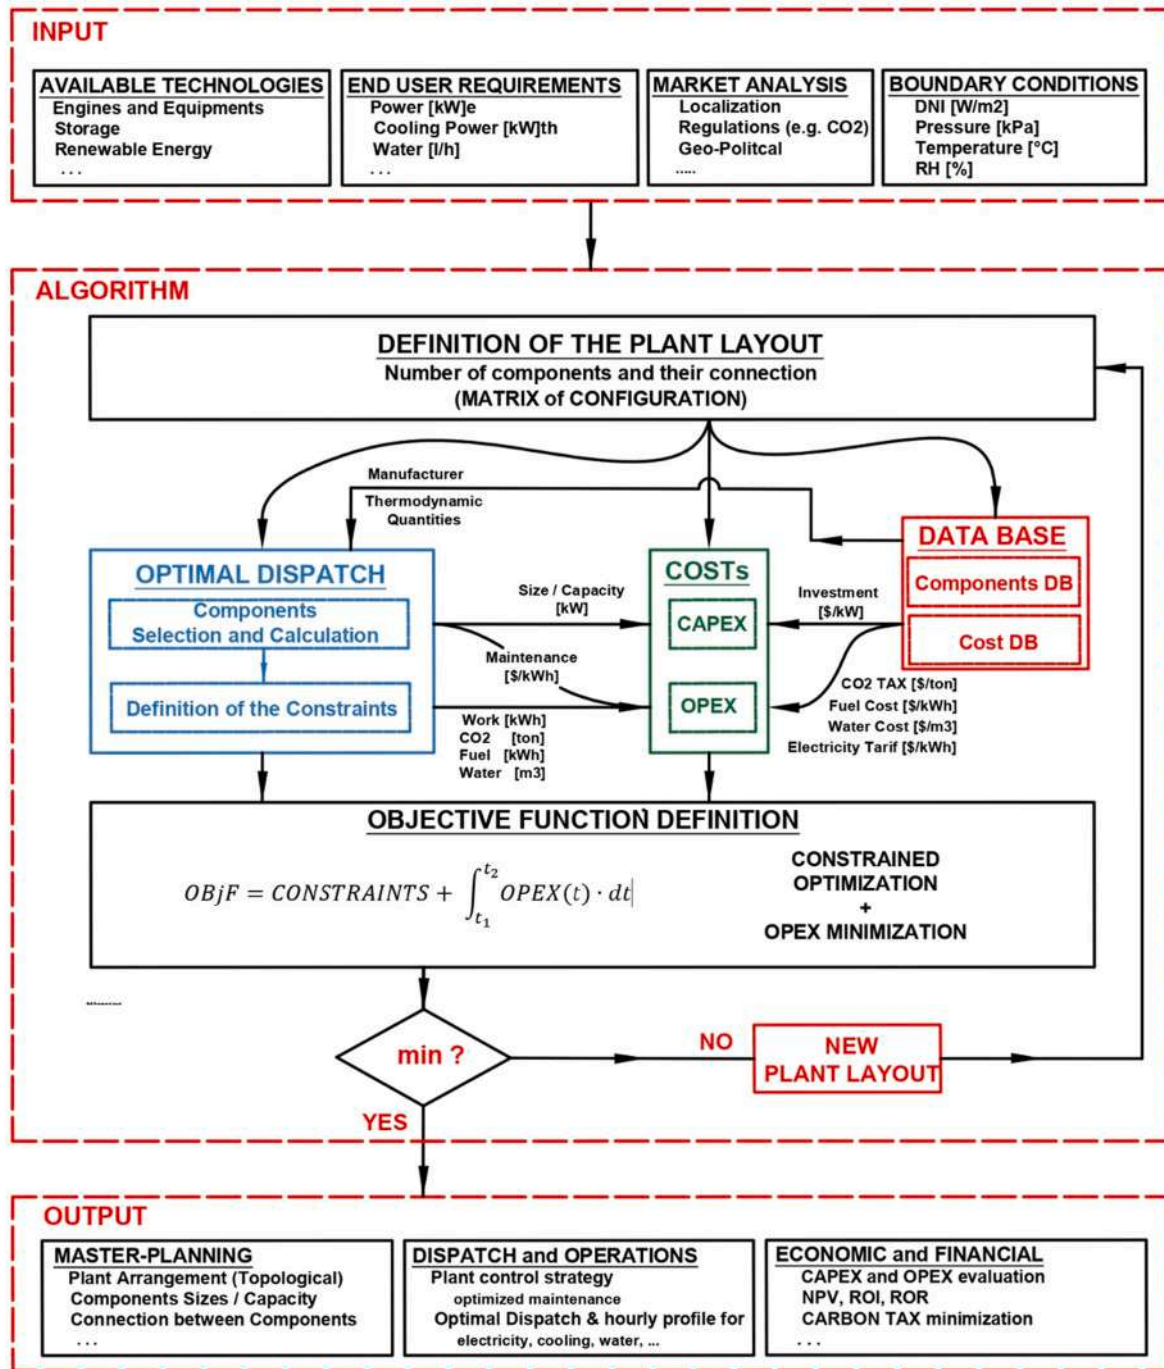 INPUT
AVAILABLE TECHNOLOGIES
Engines and Equipments
Storage
Renewable Energy
. . .
END USER REQUIREMENTS
Power [kW]e
Cooling Power [kW]th
Water [l/h]
. . .
MARKET ANALYSIS
Localization
Regulations (e.g. CO2)
Geo-Politcal
.....
BOUNDARY CONDITIONS
DNI [W/m2]
Pressure [kPa]
Temperature [°C]
RH [%]
ALGORITHM
DEFINITION OF THE PLANT LAYOUT
Number of components and their connection
(MATRIX of CONFIGURATION)
Manufacturer
Thermodynamic
Quantities
OPTIMAL DISPATCH
Components
Selection and Calculation
Definition of the Constraints
Size / Capacity
[kW]
Maintenance
[$/kWh]
Work [kWh]
CO2 [ton]
Fuel [kWh]
Water [m3]
COSTs
CAPEX
OPEX
Investment
[$/kW]
CO2 TAX [$/ton]
Fuel Cost [$/kWh]
Water Cost [$/m3]
Electricity Tarif [$/kWh]
DATA BASE
Components DB
Cost DB
OBJECTIVE FUNCTION DEFINITION
OBjF = CONSTRAINTS + ∫_{t1}^{t2} OPEX(t) · dt
CONSTRAINED
OPTIMIZATION
+
OPEX MINIMIZATION
min ?
NO
NEW
PLANT LAYOUT
YES
OUTPUT
MASTER-PLANNING
Plant Arrangement (Topological)
Components Sizes / Capacity
Connection between Components
. . .
DISPATCH and OPERATIONS
Plant control strategy
optimized maintenance
Optimal Dispatch & hourly profile for
electricity, cooling, water, ...
ECONOMIC and FINANCIAL
CAPEX and OPEX evaluation
NPV, ROI, ROR
CARBON TAX minimization
. . .